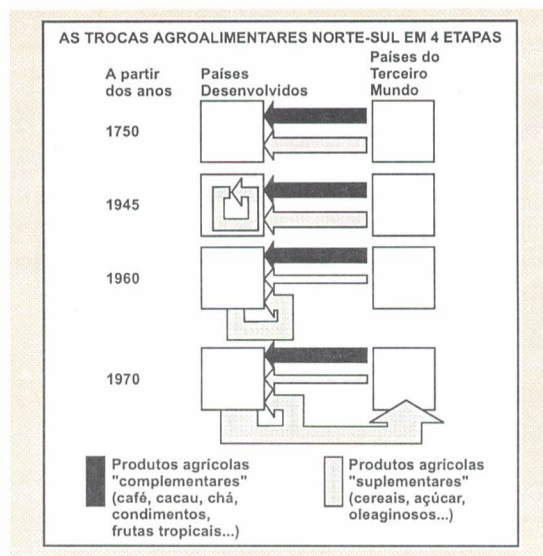 AS TROCAS AGROALIMENTARES NORTE-SUL EM 4 ETAPAS
A partir
dos anos
Países
Desenvolvidos
Países do
Terceiro
Mundo
1750
1945
1960
1970
Produtos agrícolas
"complementares"
(café, cacau, chá,
condimentos,
frutas tropicais...)
Produtos agrícolas
"suplementares"
(cereais, açúcar,
oleaginosos...)